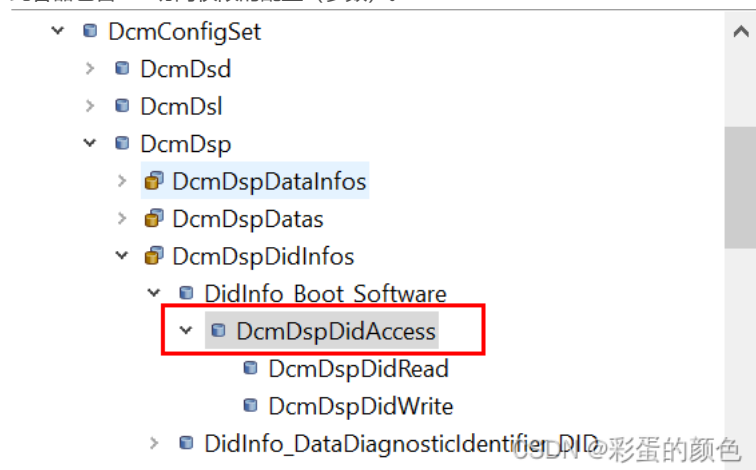 DcmConfigSet
DcmDsd
DcmDsl
DcmDsp
DcmDspDataInfos
DcmDspDatas
DcmDspDidInfos
DidInfo_Boot_Software
DcmDspDidAccess
DcmDspDidRead
DcmDspDidWrite
DidInfo_DataDiagnosticIdentifier_DID
CSDN @彩蛋的颜色